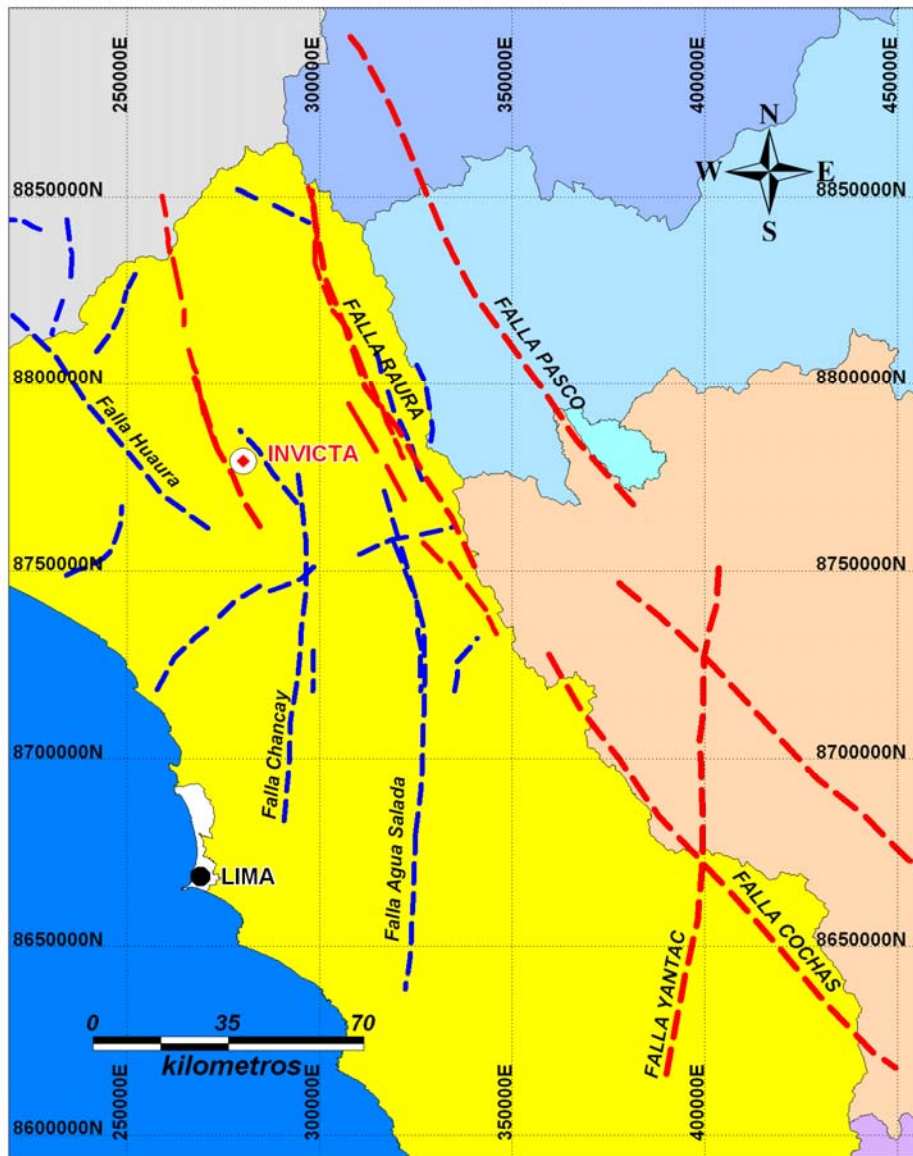 250000E
300000E
350000E
400000E
450000E
N
W
E
S
8850000N
8850000N
FALLA RAURA
FALLA PASCO
8800000N
8800000N
Falla Huaura
INVICTA
8750000N
8750000N
Falla Chancay
Falla Agua Salada
8700000N
8700000N
LIMA
FALLA COCHAS
FALLA YANTAC
8650000N
8650000N
0 35 70
kilometros
250000E
300000E
350000E
400000E
450000E
8600000N
8600000N